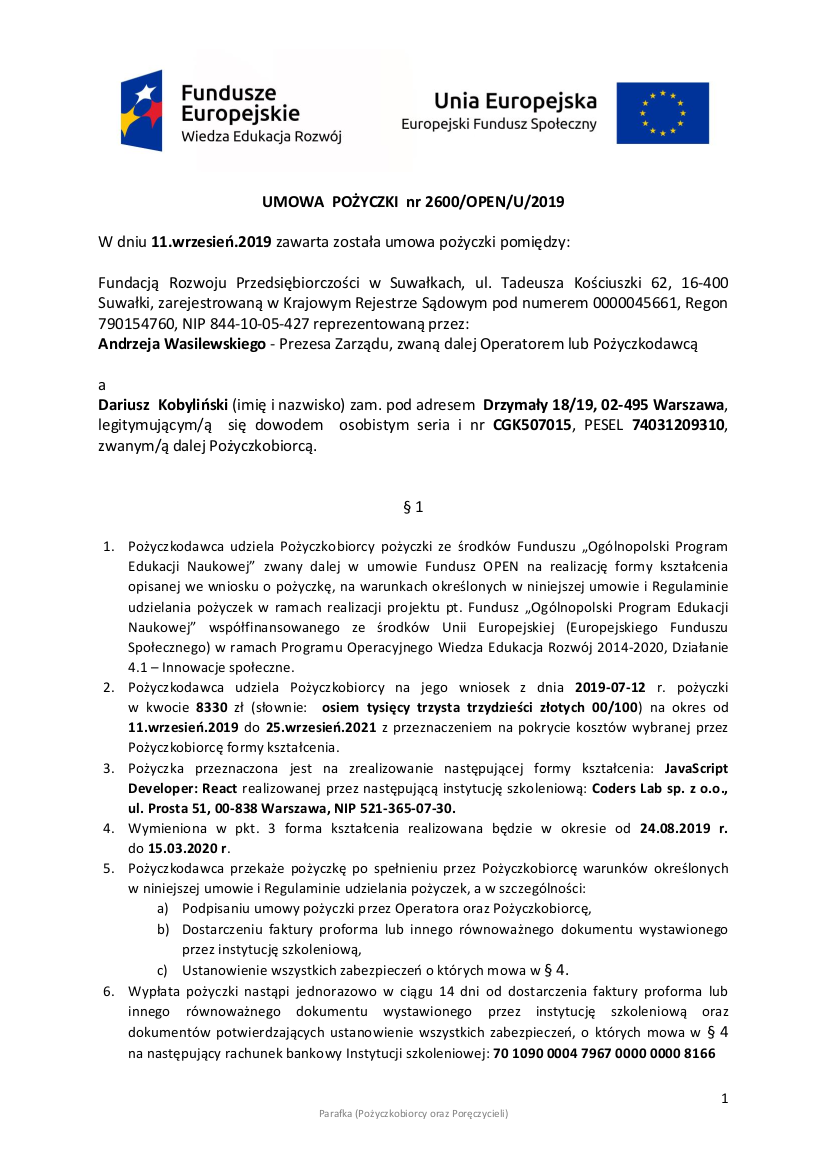 Fundusze
Europejskie
Wiedza Edukacja Rozwój
Unia Europejska
Europejski Fundusz Społeczny
UMOWA POŻYCZKI nr 2600/OPEN/U/2019
W dniu 11.wrzesień.2019 zawarta została umowa pożyczki pomiędzy:
Fundacją Rozwoju Przedsiębiorczości w Suwałkach, ul. Tadeusza Kościuszki 62, 16-400
Suwałki, zarejestrowaną w Krajowym Rejestrze Sądowym pod numerem 0000045661, Regon
790154760, NIP 844-10-05-427 reprezentowaną przez:
Andrzeja Wasilewskiego - Prezesa Zarządu, zwaną dalej Operatorem lub Pożyczkodawcą
a
Dariusz Kobyliński (imię i nazwisko) zam. pod adresem Drzymały 18/19, 02-495 Warszawa,
legitymującym/ą się dowodem osobistym seria i nr CGK507015, PESEL 74031209310,
zwanym/ą dalej Pożyczkobiorcą.
§ 1
1. Pożyczkodawca udziela Pożyczkobiorcy pożyczki ze środków Funduszu „Ogólnopolski Program
Edukacji Naukowej” zwany dalej w umowie Fundusz OPEN na realizację formy kształcenia
opisanej we wniosku o pożyczkę, na warunkach określonych w niniejszej umowie i Regulaminie
udzielania pożyczek w ramach realizacji projektu pt. Fundusz „Ogólnopolski Program Edukacji
Naukowej” współfinansowanego ze środków Unii Europejskiej (Europejskiego Funduszu
Społecznego) w ramach Programu Operacyjnego Wiedza Edukacja Rozwój 2014-2020, Działanie
4.1 – Innowacje społeczne.
2. Pożyczkodawca udziela Pożyczkobiorcy na jego wniosek z dnia 2019-07-12 r. pożyczki
w kwocie 8330 zł (słownie: osiem tysięcy trzysta trzydzieści złotych 00/100) na okres od
11.wrzesień.2019 do 25.wrzesień.2021 z przeznaczeniem na pokrycie kosztów wybranej przez
Pożyczkobiorcę formy kształcenia.
3. Pożyczka przeznaczona jest na zrealizowanie następującej formy kształcenia: JavaScript
Developer: React realizowanej przez następującą instytucję szkoleniową: Coders Lab sp. z o.o.,
ul. Prosta 51, 00-838 Warszawa, NIP 521-365-07-30.
4. Wymieniona w pkt. 3 forma kształcenia realizowana będzie w okresie od 24.08.2019 r.
do 15.03.2020 r.
5. Pożyczkodawca przekaże pożyczkę po spełnieniu przez Pożyczkobiorcę warunków określonych
w niniejszej umowie i Regulaminie udzielania pożyczek, a w szczególności:
a) Podpisaniu umowy pożyczki przez Operatora oraz Pożyczkobiorcę,
b) Dostarczeniu faktury proforma lub innego równoważnego dokumentu wystawionego
przez instytucję szkoleniową,
c) Ustanowienie wszystkich zabezpieczeń o których mowa w § 4.
6. Wypłata pożyczki nastąpi jednorazowo w ciągu 14 dni od dostarczenia faktury proforma lub
innego równoważnego dokumentu wystawionego przez instytucję szkoleniową oraz
dokumentów potwierdzających ustanowienie wszystkich zabezpieczeń, o których mowa w § 4
na następujący rachunek bankowy Instytucji szkoleniowej: 70 1090 0004 7967 0000 0000 8166
1
Parafka (Pożyczkobiorcy oraz Poręczycieli)